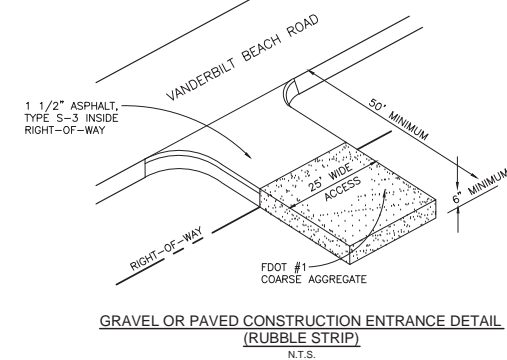 VANDERBILT BEACH ROAD
1 1/2" ASPHALT,
TYPE S-3 INSIDE
RIGHT-OF-WAY
50' MINIMUM
25' WIDE
ACCESS
6" MINIMUM
RIGHT-OF-WAY
FDOT #1
COARSE AGGREGATE
GRAVEL OR PAVED CONSTRUCTION ENTRANCE DETAIL
(RUBBLE STRIP)
N.T.S.